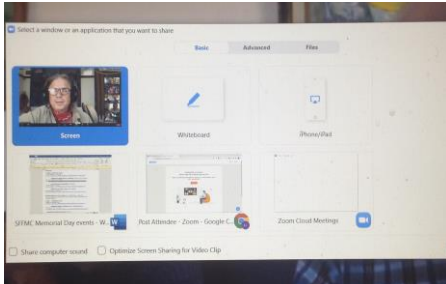 Select a window or an application that you want to share
Basic Advanced Files
Screen Whiteboard iPhone/iPad
SITMC Memorial Day events - W... Post Attendee - Zoom - Google C... Zoom Cloud Meetings
Share computer sound Optimize Screen Sharing for Video Clip